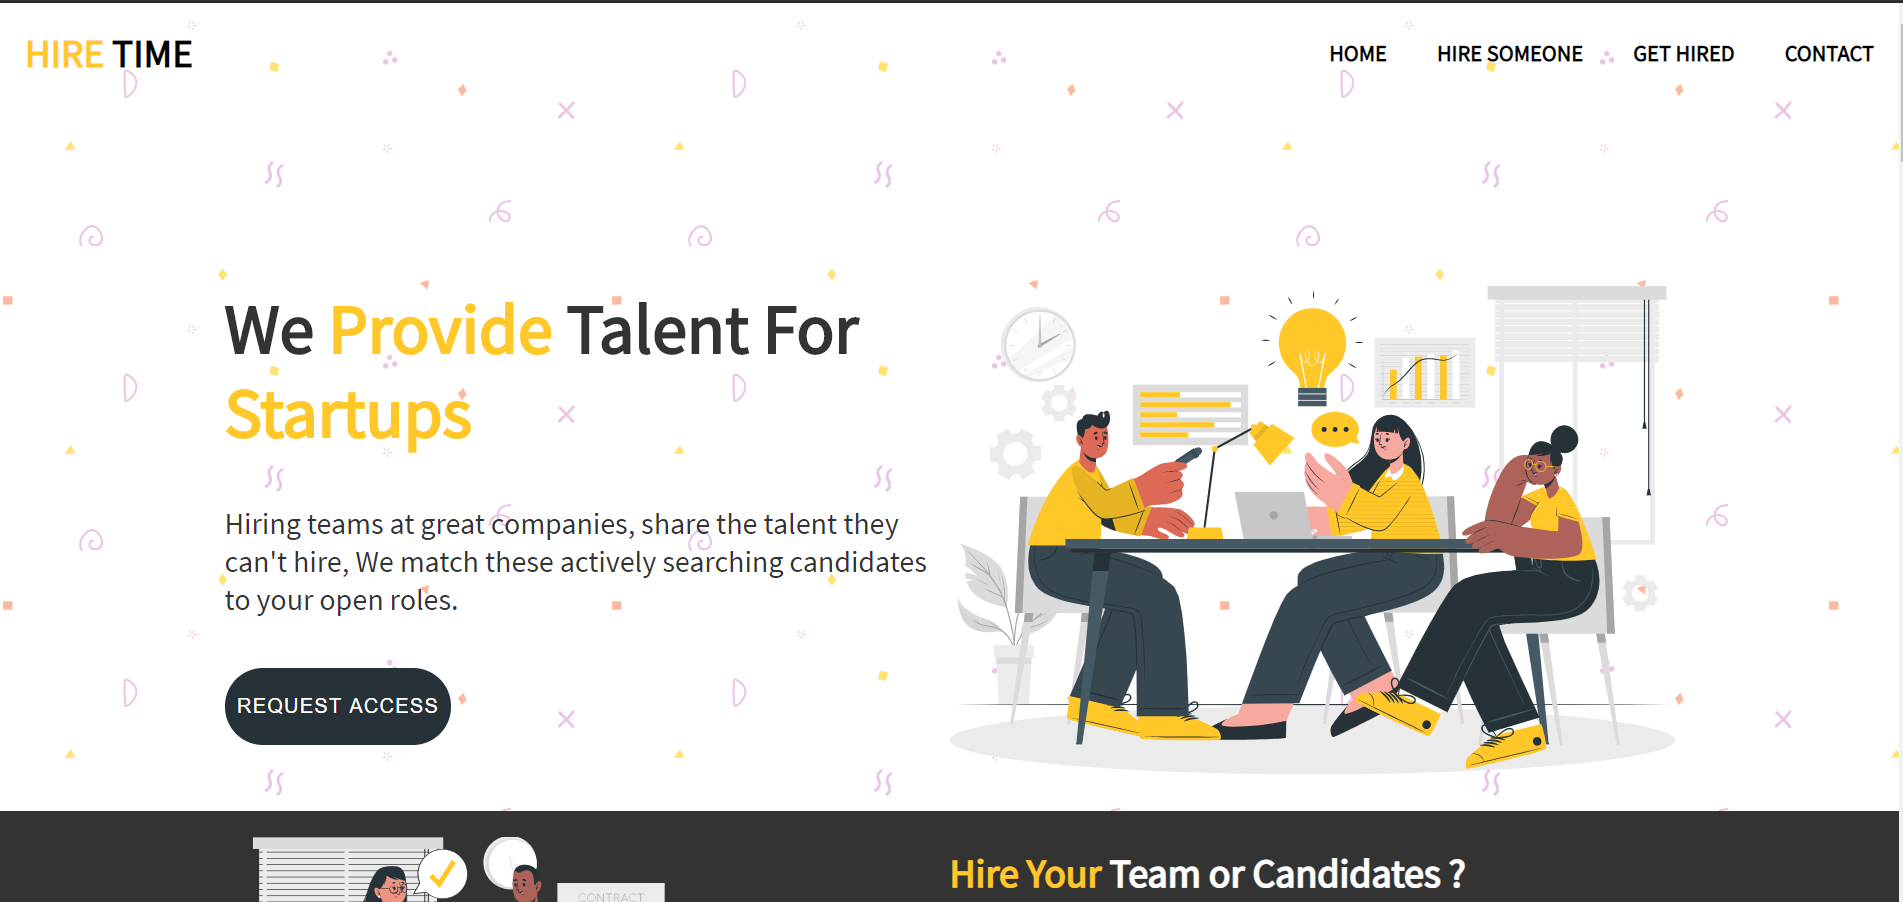 HIRE TIME
HOME HIRE SOMEONE GET HIRED CONTACT
We Provide Talent For
Startups
Hiring teams at great companies, share the talent they
can't hire, We match these actively searching candidates
to your open roles.
REQUEST ACCESS
Hire Your Team or Candidates ?
CONTRACT